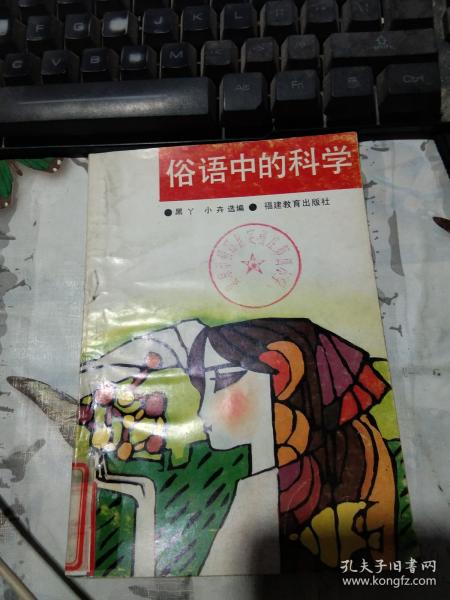 俗语中的科学
●黑丫 小卉选编● 福建教育出版社
孔夫子旧书网
www.kongfz.com